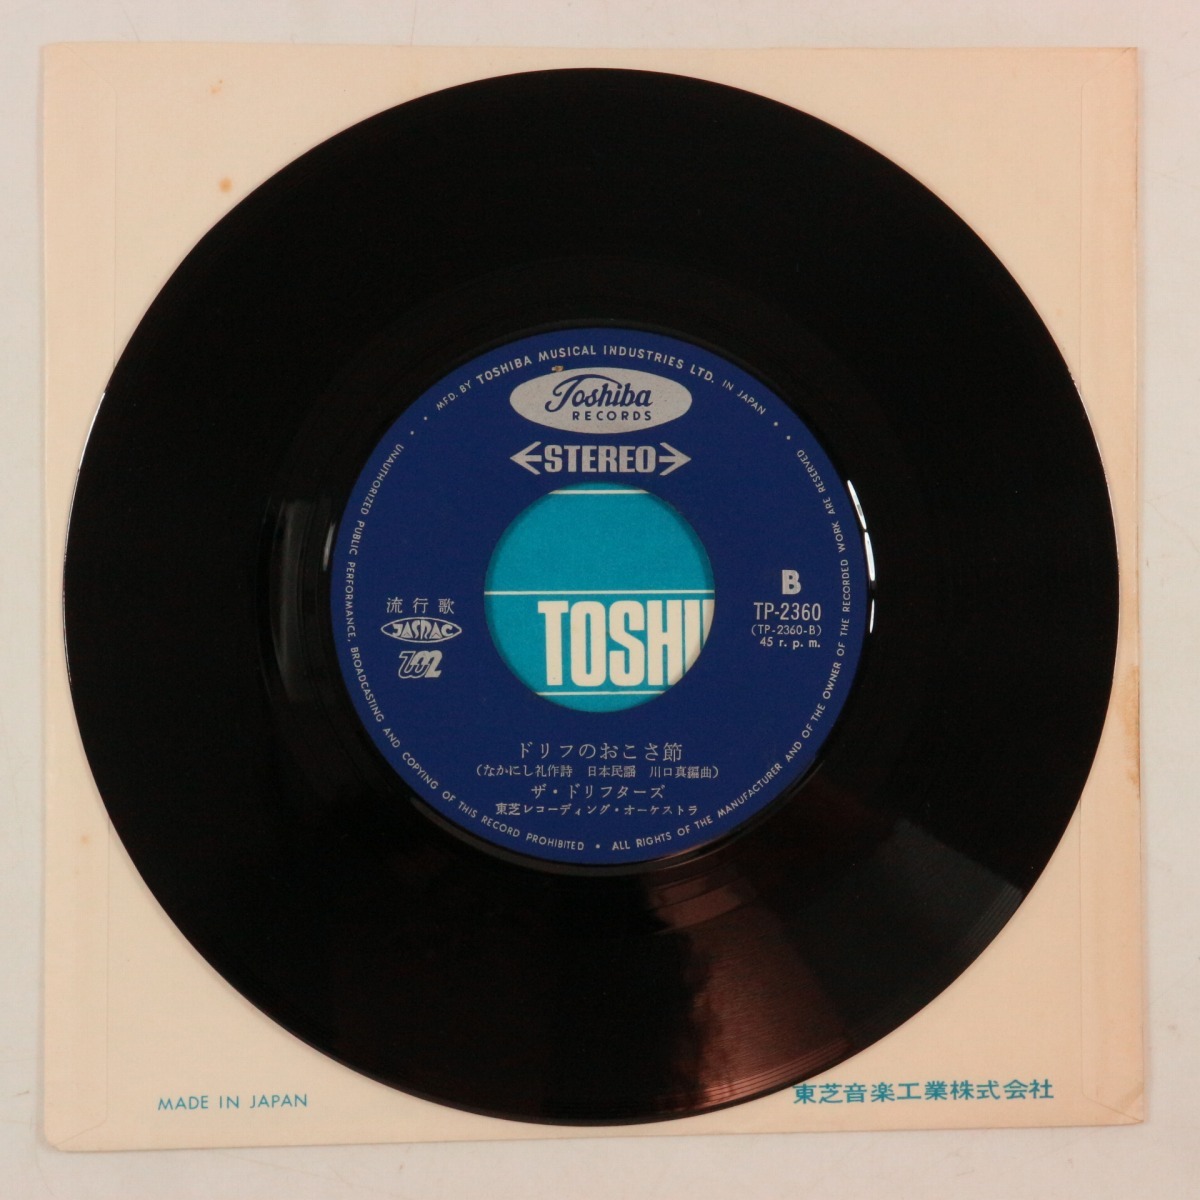 MFD. BY TOSHIBA MUSICAL INDUSTRIES LTD. IN JAPAN
Toshiba
RECORDS
STEREO
UNAUTHORIZED PUBLIC PERFORMANCE, BROADCASTING AND COPYING OF THIS RECORD PROHIBITED • ALL RIGHTS OF THE MANUFACTURER AND OF THE OWNER OF THE RECORDED WORK ARE RESERVED
流行歌
JASRAC
B
TP-2360
(TP-2360-B)
45 r.p.m.
TOSHI
ドリフのおこさ節
(なかにし礼作詩 日本民謡 川口真編曲)
ザ・ドリフターズ
東芝レコーディング・オーケストラ
MADE IN JAPAN
東芝音楽工業株式会社